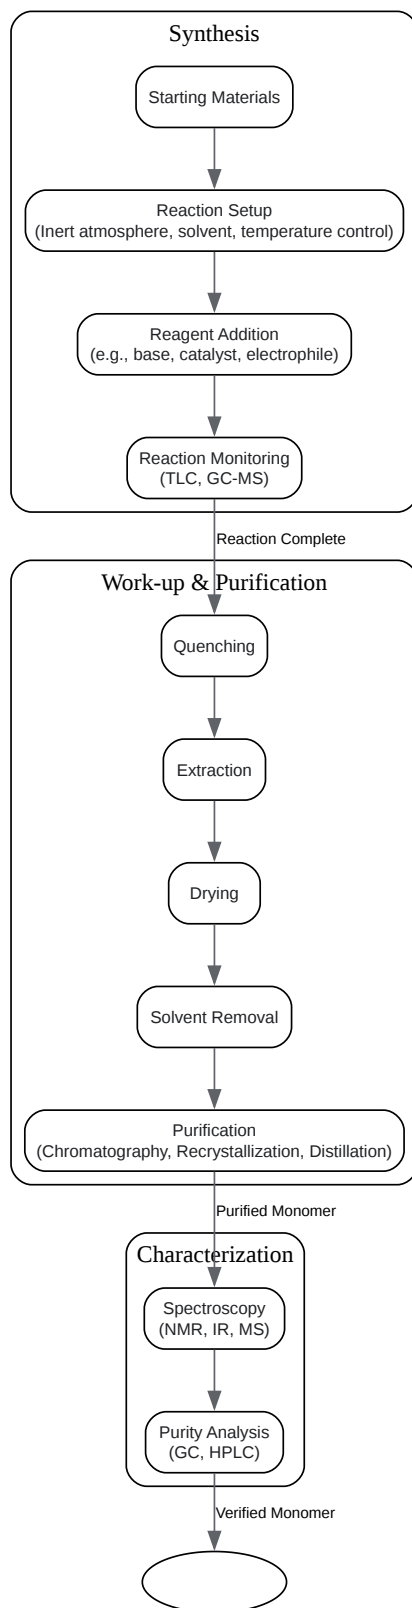 Synthesis
Starting Materials
Reaction Setup
(Inert atmosphere, solvent, temperature control)
Reagent Addition
(e.g., base, catalyst, electrophile)
Reaction Monitoring
(TLC, GC-MS)
Reaction Complete
Work-up & Purification
Quenching
Extraction
Drying
Solvent Removal
Purification
(Chromatography, Recrystallization, Distillation)
Purified Monomer
Characterization
Spectroscopy
(NMR, IR, MS)
Purity Analysis
(GC, HPLC)
Verified Monomer